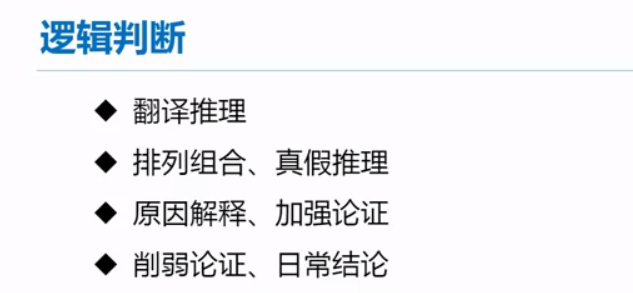 逻辑判断
◆ 翻译推理
◆ 排列组合、真假推理
◆ 原因解释、加强论证
◆ 削弱论证、日常结论